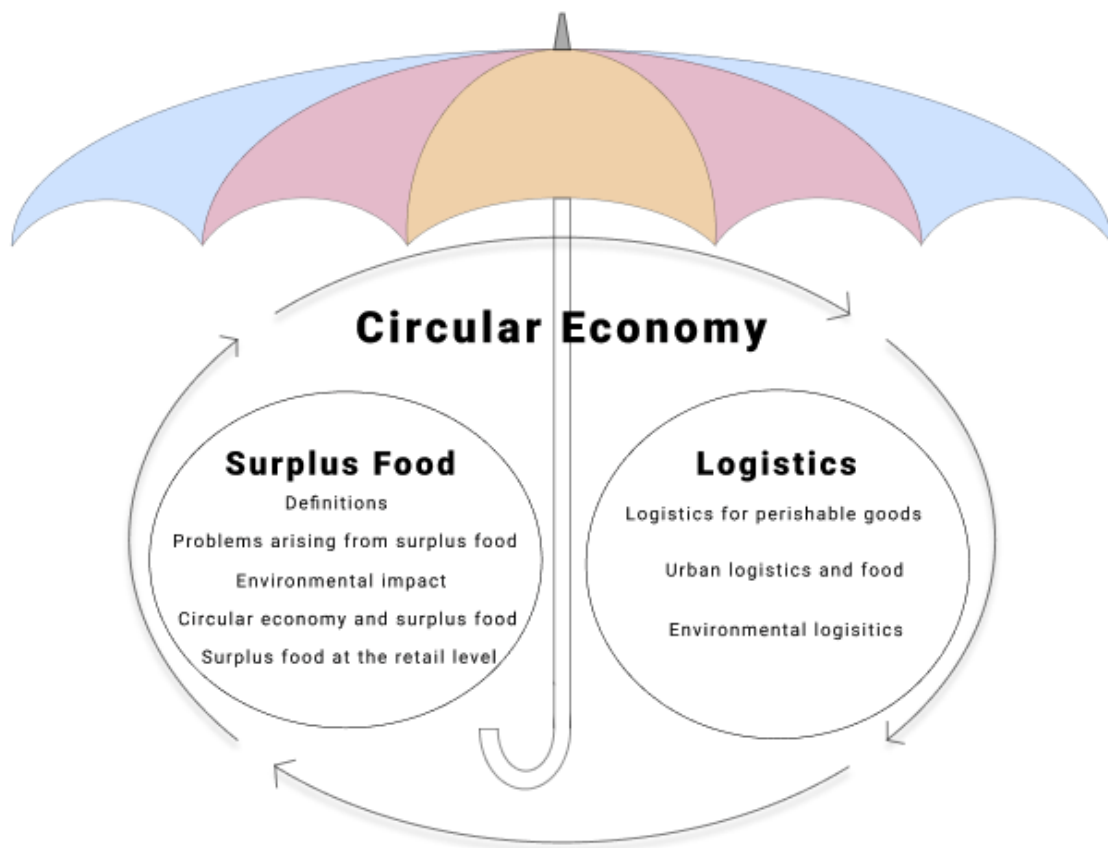 Circular Economy
Surplus Food
Definitions
Problems arising from surplus food
Environmental impact
Circular economy and surplus food
Surplus food at the retail level
Logistics
Logistics for perishable goods
Urban logistics and food
Environmental logisitics